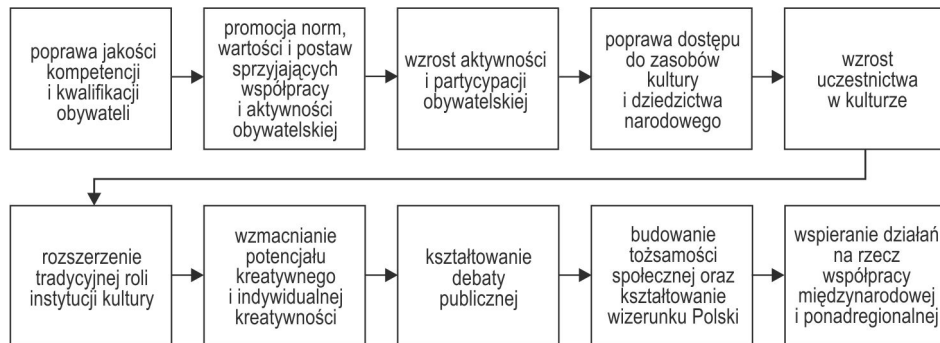 poprawa jakości
kompetencji
i kwalifikacji
obywateli
promocja norm,
wartości i postaw
sprzyjających
współpracy
i aktywności
obywatelskiej
wzrost aktywności
i partycypacji
obywatelskiej
poprawa dostępu
do zasobów
kultury
i dziedzictwa
narodowego
wzrost
uczestnictwa
w kulturze
rozszerzenie
tradycyjnej roli
instytucji kultury
wzmacnianie
potencjału
kreatywnego
i indywidualnej
kreatywności
kształtowanie
debaty
publicznej
budowanie
tożsamości
społecznej oraz
kształtowanie
wizerunku Polski
wspieranie działań
na rzecz
współpracy
międzynarodowej
i ponadregionalnej